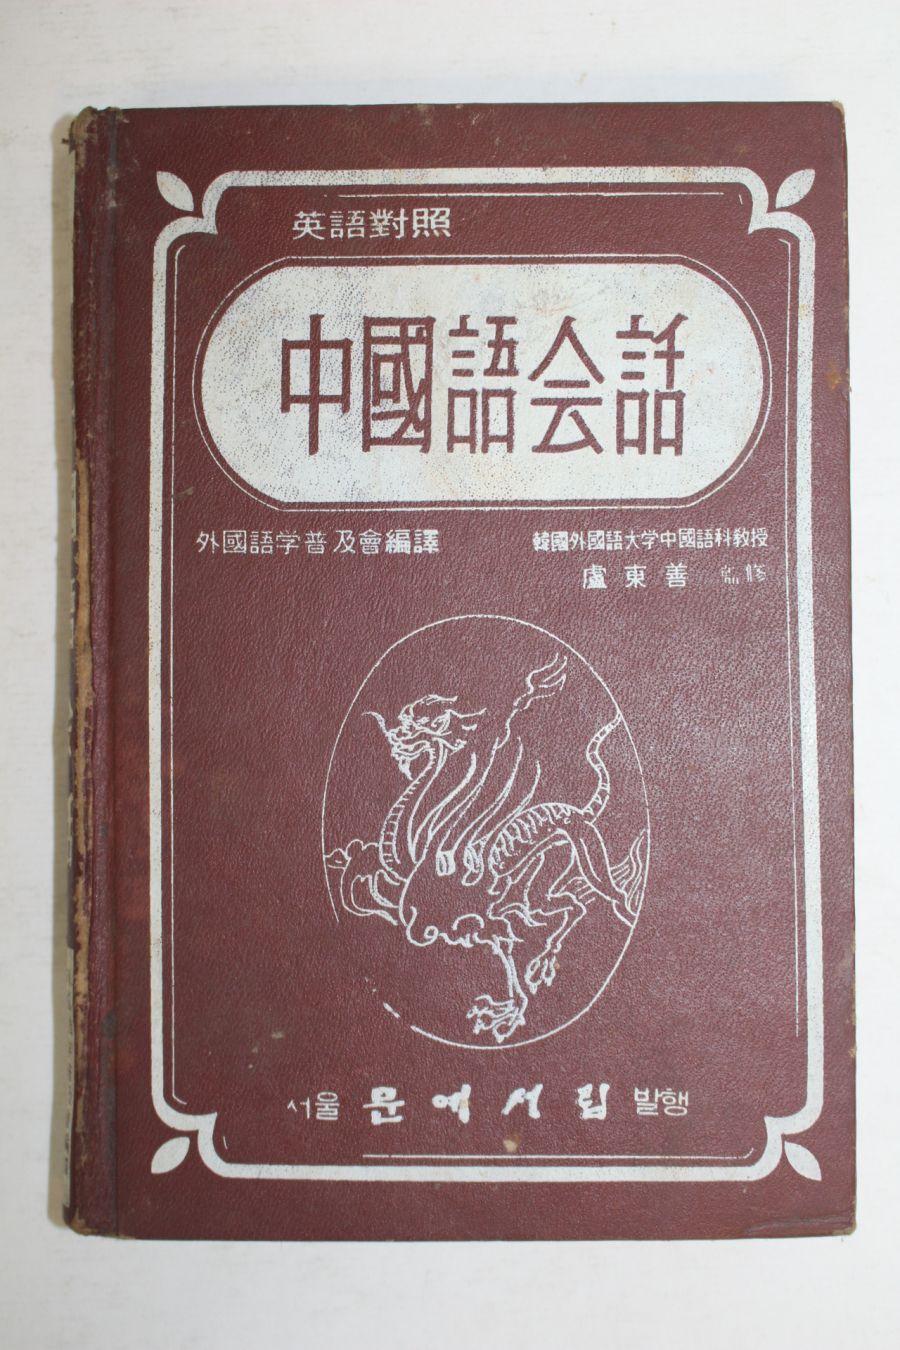 英語對照
中國語会話
外國語学普及會編譯
韓國外國語大学中國語科敎授
盧東善 監修
서울 문예서림 발행